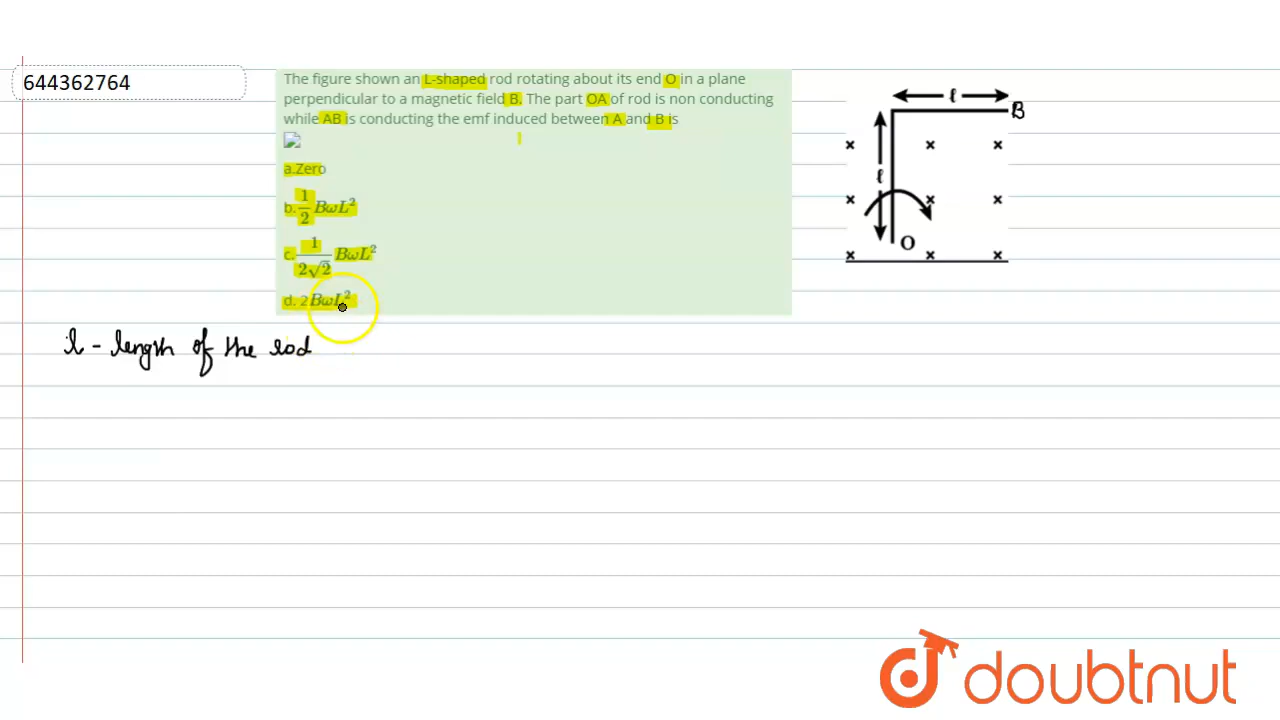 644362764
The figure shown an L-shaped rod rotating about its end O in a plane
perpendicular to a magnetic field B. The part OA of rod is non conducting
while AB is conducting the emf induced between A and B is
a.Zero
b. 1/2 BωL²
c. 1/2√2 BωL²
d. 2BωL²
l - length of the rod
ℓ
B
× × ×
ℓ
× × ×
O
× × ×
doubtnut